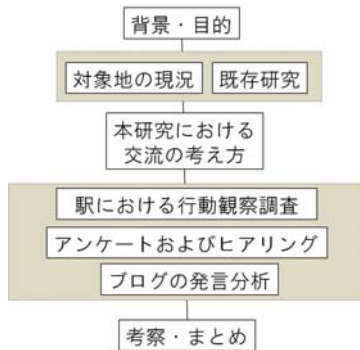 背景・目的
対象地の現況 既存研究
本研究における
交流の考え方
駅における行動観察調査
アンケートおよびヒアリング
ブログの発言分析
考察・まとめ